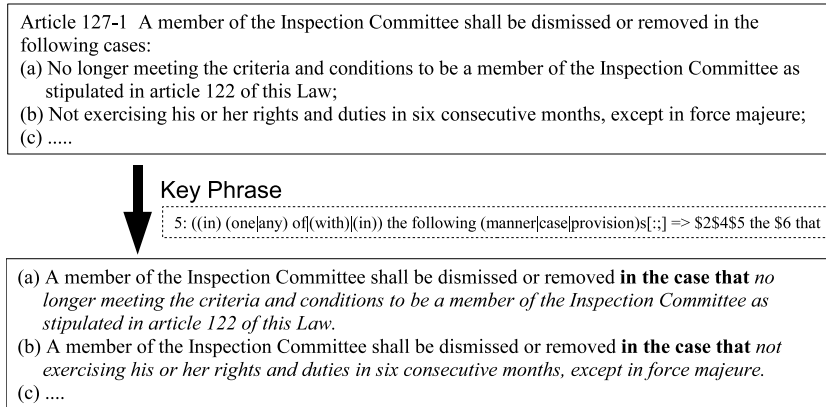 Article 127-1  A member of the Inspection Committee shall be dismissed or removed in the
following cases:
(a) No longer meeting the criteria and conditions to be a member of the Inspection Committee as
stipulated in article 122 of this Law;
(b) Not exercising his or her rights and duties in six consecutive months, except in force majeure;
(c) .....
Key Phrase
5: ((in) (one|any) of|(with)|(in)) the following (manner|case|provision)s[:;] => $2$4$5 the $6 that
(a) A member of the Inspection Committee shall be dismissed or removed in the case that no
longer meeting the criteria and conditions to be a member of the Inspection Committee as
stipulated in article 122 of this Law.
(b) A member of the Inspection Committee shall be dismissed or removed in the case that not
exercising his or her rights and duties in six consecutive months, except in force majeure.
(c) ....